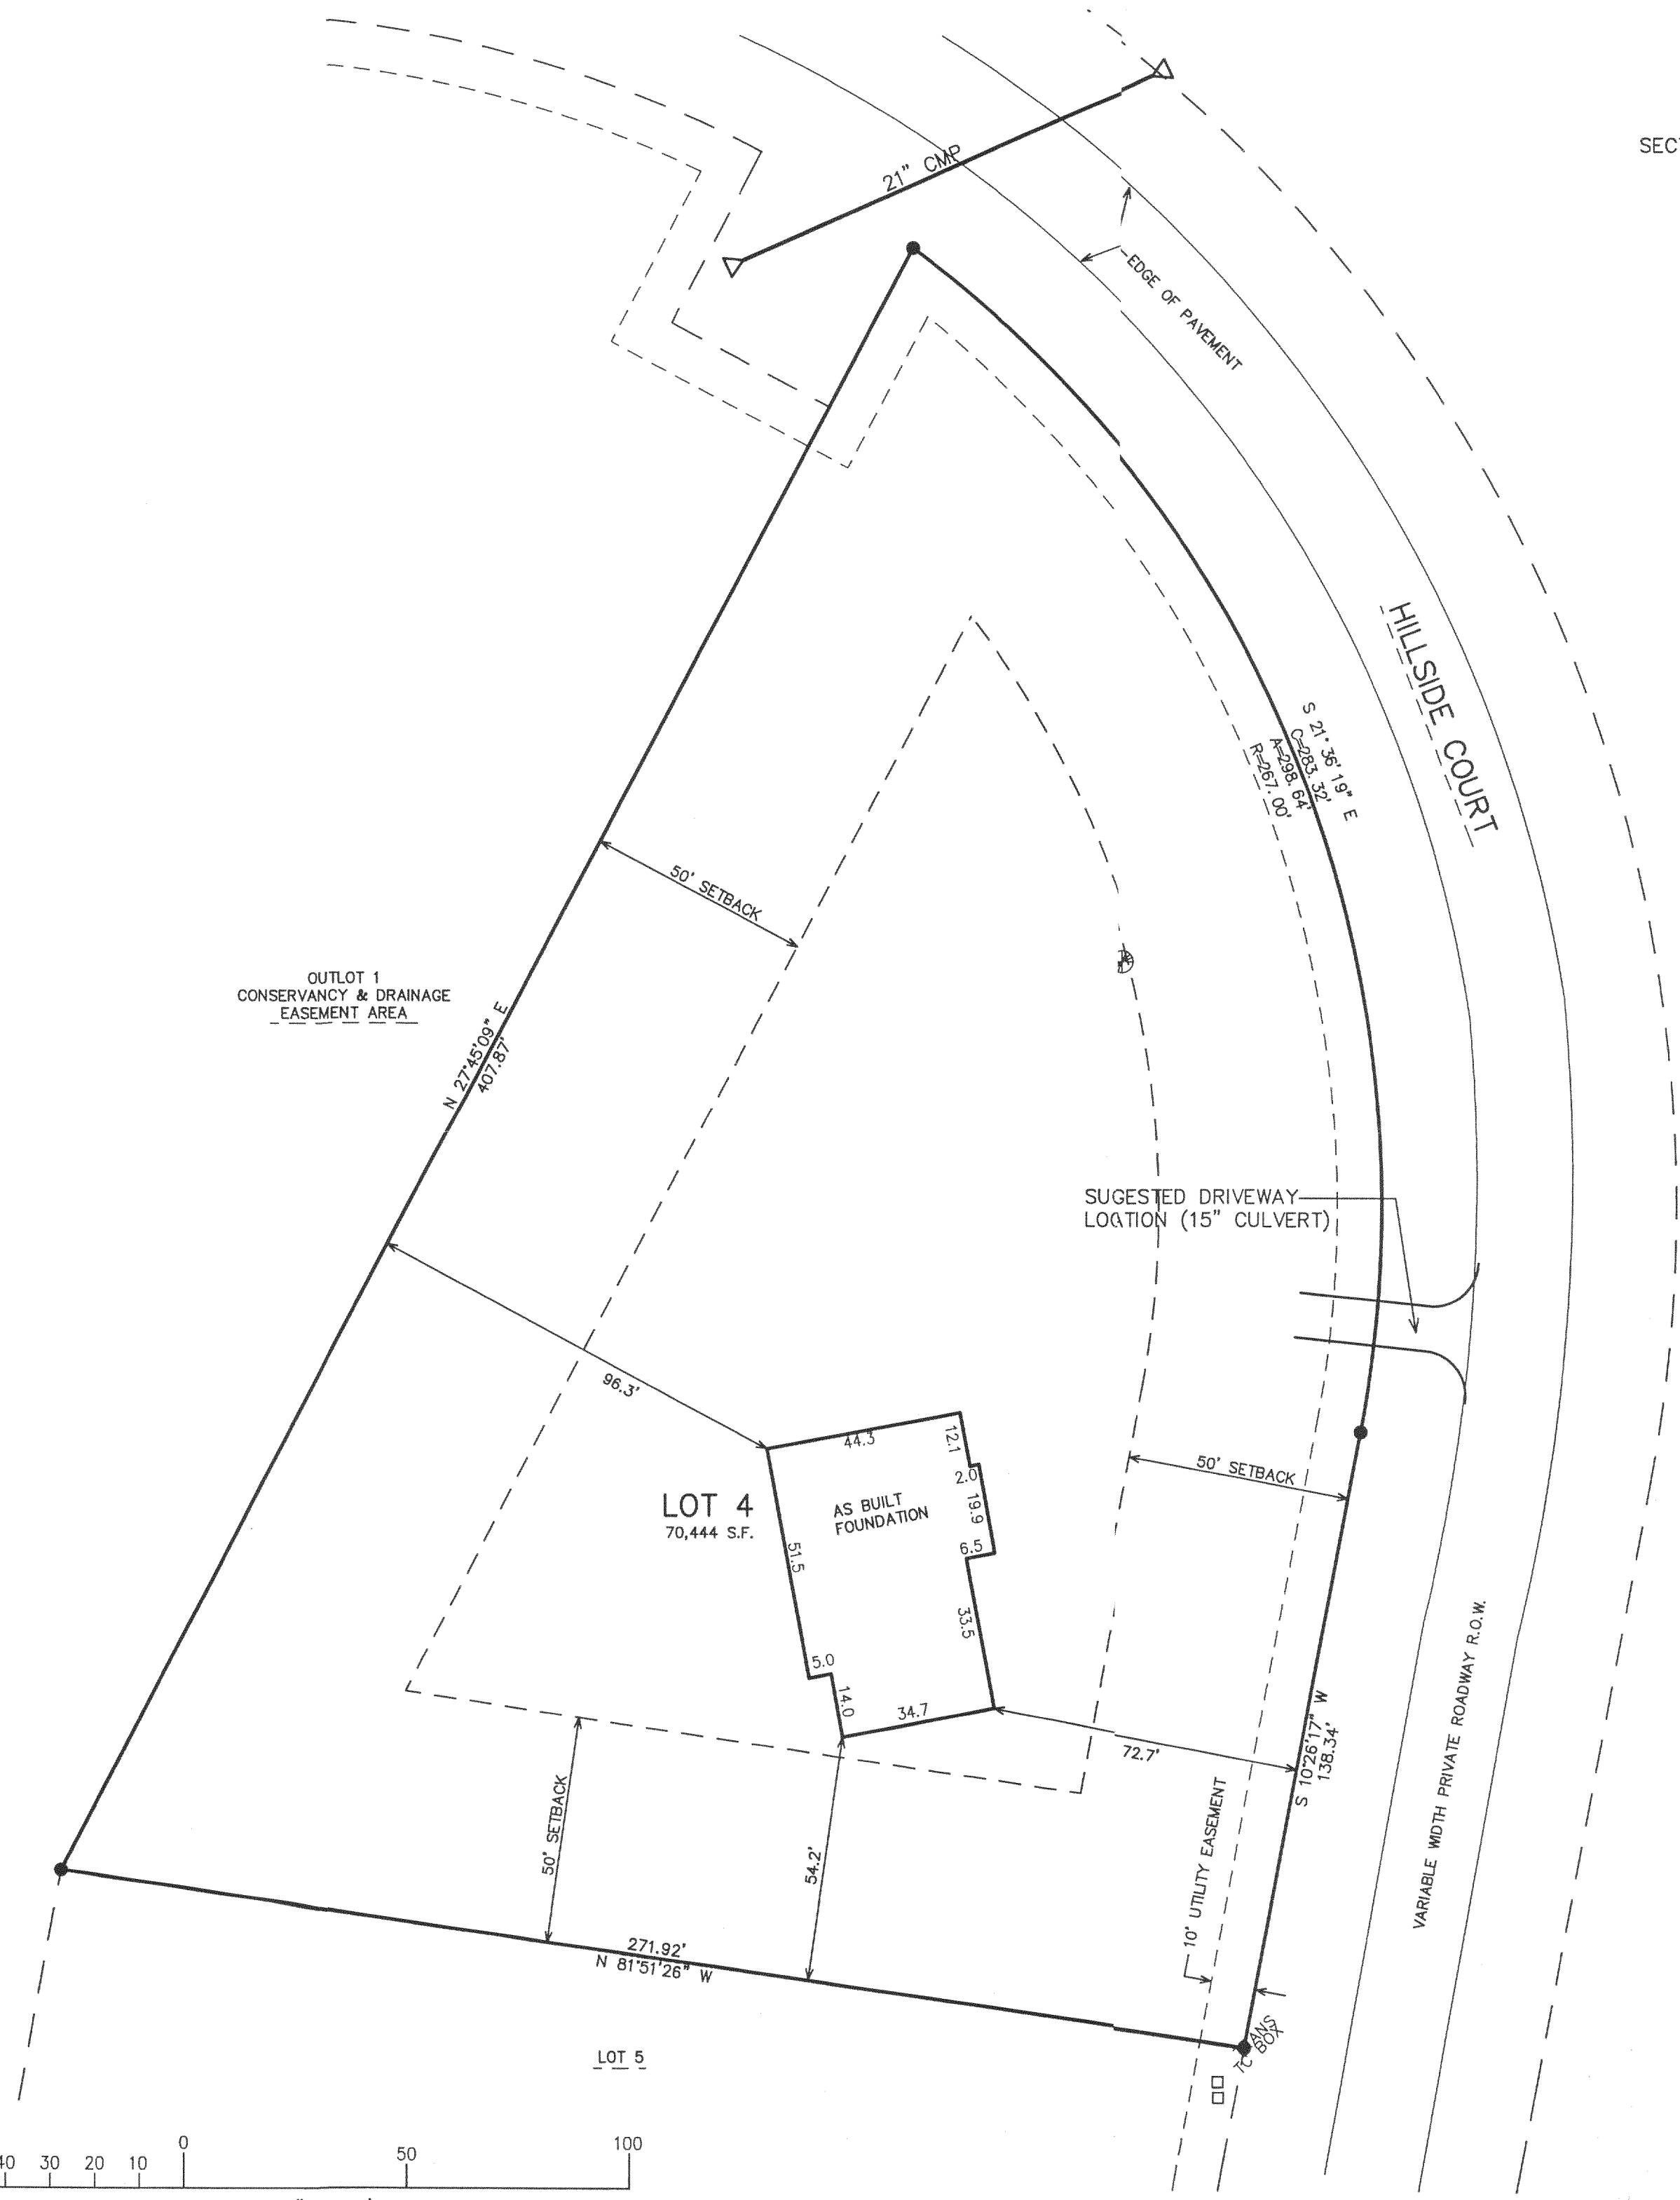 SEC
21" CMP
EDGE OF PAVEMENT
HILLSIDE COURT
S 21°36'19" E
C=283.32'
A=298.64'
R=267.00'
50' SETBACK
OUTLOT 1
CONSERVANCY & DRAINAGE
EASEMENT AREA
N 27°45'09" E
407.87'
SUGESTED DRIVEWAY
LOCATION (15" CULVERT)
96.3'
44.3
12.1
2.0
19.9
6.5
33.5
51.5
5.0
14.0
34.7
AS BUILT
FOUNDATION
LOT 4
70,444 S.F.
50' SETBACK
72.7'
S 10°26'17" W
138.34'
VARIABLE WIDTH PRIVATE ROADWAY R.O.W.
10' UTILITY EASEMENT
50' SETBACK
54.2'
271.92'
N 81°51'26" W
BOX
LOT 5
40 30 20 10 0 50 100